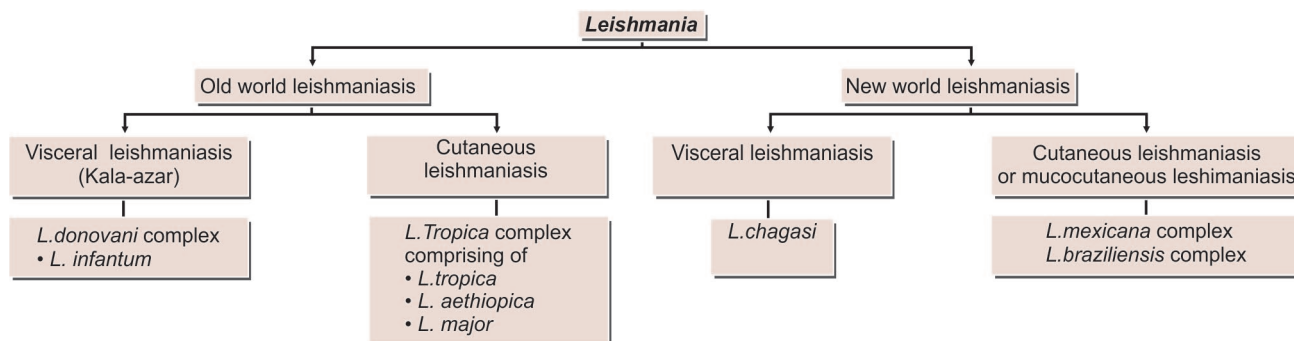 Leishmania
Old world leishmaniasis
New world leishmaniasis
Visceral leishmaniasis
(Kala-azar)
Cutaneous
leishmaniasis
Visceral leishmaniasis
Cutaneous leishmaniasis
or mucocutaneous leshimaniasis
L.donovani complex
• L. infantum
L.Tropica complex
comprising of
• L.tropica
• L. aethiopica
• L. major
L.chagasi
L.mexicana complex
L.braziliensis complex